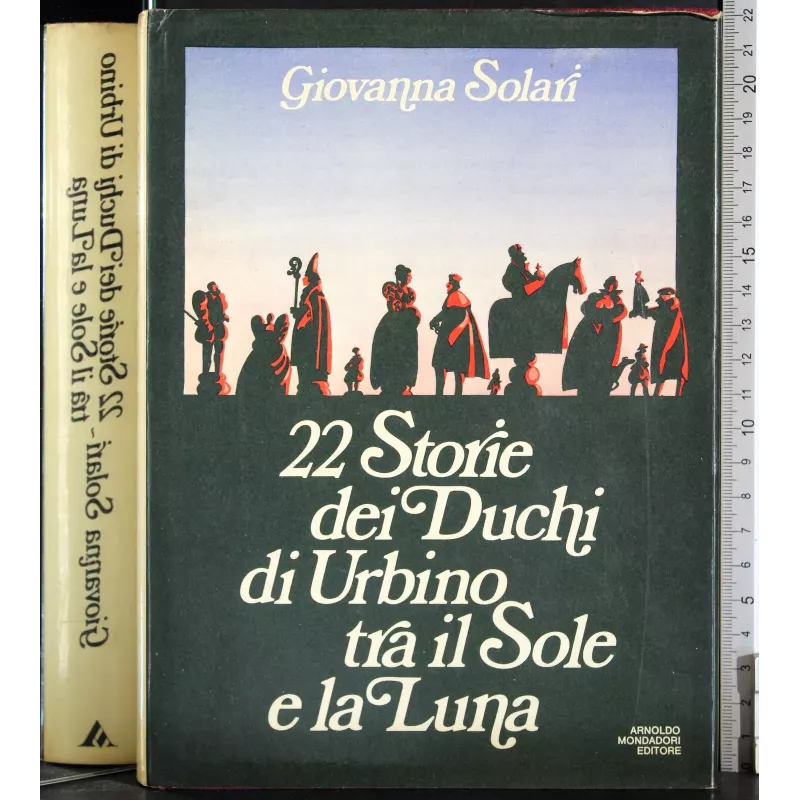 Giovanna Solari
22 Storie
dei Duchi
di Urbino
tra il Sole
e la Luna
ARNOLDO
MONDADORI
EDITORE
Giovanna Solari ~ 22 Storie dei Duchi di Urbino
tra il Sole e la Luna
22
21
20
19
18
17
16
15
14
13
12
11
10
9
8
7
6
5
4
3
2
1
0